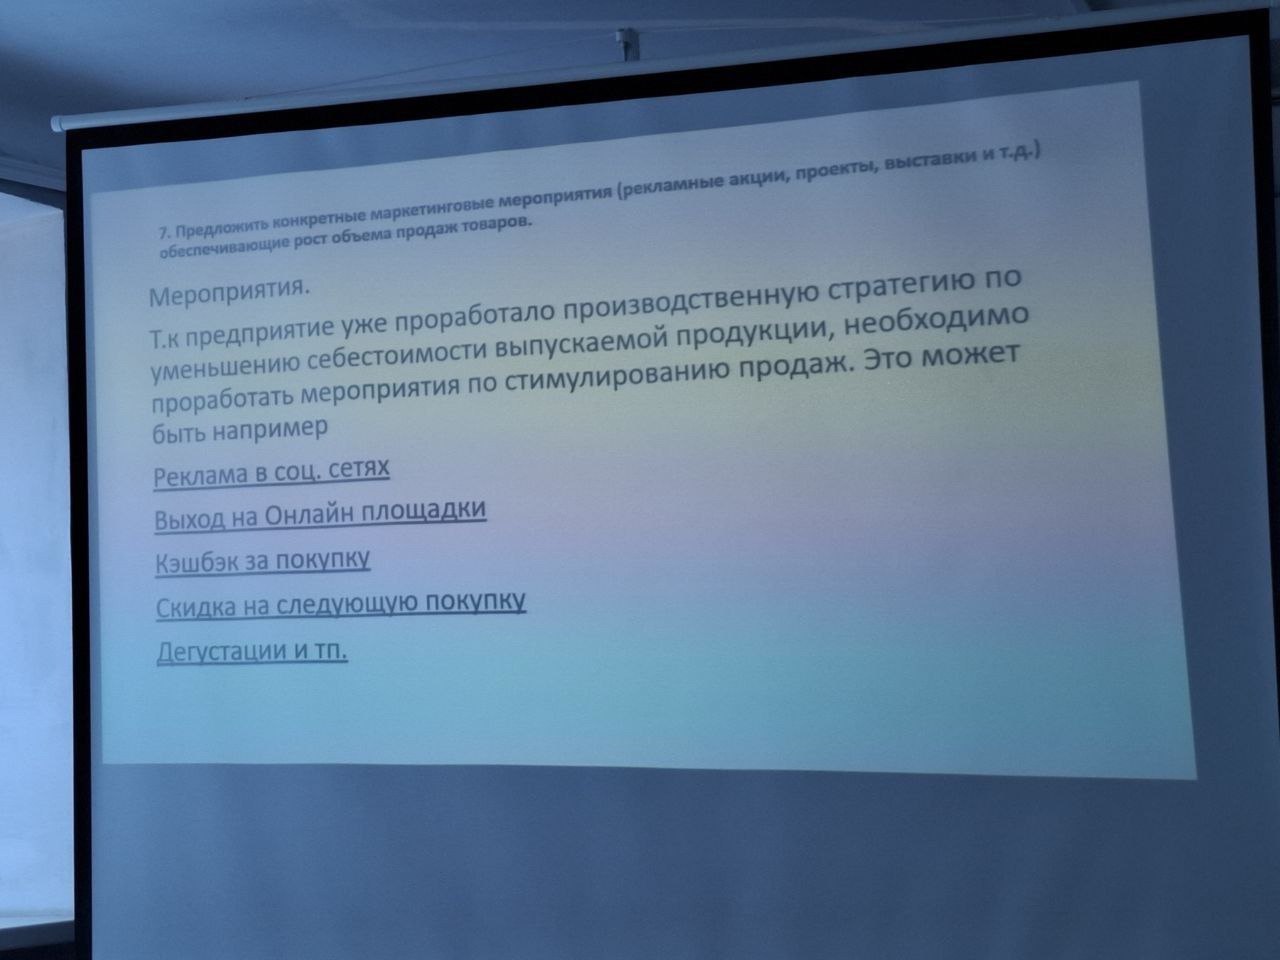 7. Предложить конкретные маркетинговые мероприятия (рекламные акции, проекты, выставки и т.д.)
обеспечивающие рост объема продаж товаров.
Мероприятия.
Т.к предприятие уже проработало производственную стратегию по
уменьшению себестоимости выпускаемой продукции, необходимо
проработать мероприятия по стимулированию продаж. Это может
быть например
Реклама в соц. сетях
Выход на Онлайн площадки
Кэшбэк за покупку
Скидка на следующую покупку
Дегустации и тп.